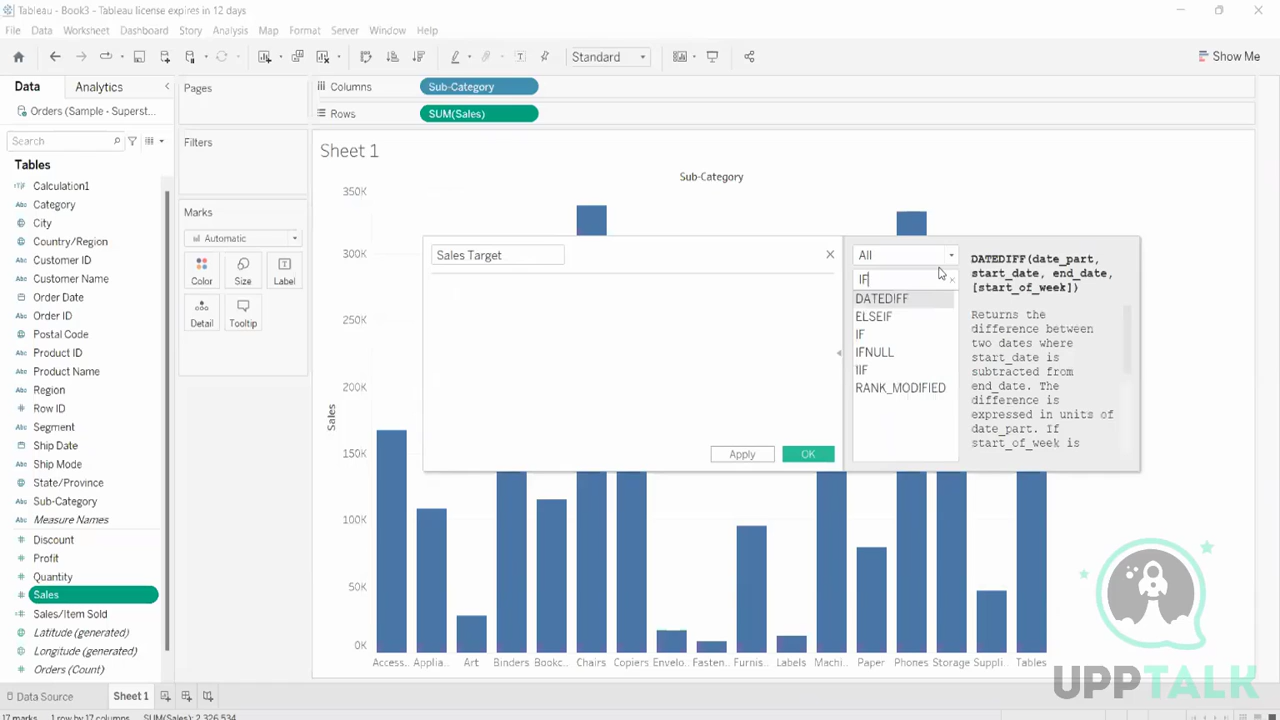 Tableau - Book3 - Tableau license expires in 12 days
File Data Worksheet Dashboard Story Analysis Map Format Server Window Help
Standard
Show Me
Data Analytics
Orders (Sample - Superst...
Search
Tables
Calculation1
Category
City
Country/Region
Customer ID
Customer Name
Order Date
Order ID
Postal Code
Product ID
Product Name
Region
Row ID
Segment
Ship Date
Ship Mode
State/Province
Sub-Category
Measure Names
Discount
Profit
Quantity
Sales
Sales/Item Sold
Latitude (generated)
Longitude (generated)
Orders (Count)
Pages
Filters
Marks
Automatic
Color Size Label
Detail Tooltip
Columns Sub-Category
Rows SUM(Sales)
Sheet 1
Sub-Category
350K
300K
250K
200K
150K
100K
50K
0K
Sales
Access.. Applia.. Art Binders Bookc.. Chairs Copiers Envelo.. Fasten.. Furnis.. Labels Machi.. Paper Phones Storage Suppli.. Tables
Sales Target
Apply OK
All
IF
DATEDIFF
ELSEIF
IF
IFNULL
IIF
RANK_MODIFIED
DATEDIFF(date_part,
start_date, end_date,
[start_of_week])
Returns the
difference between
two dates where
start_date is
subtracted from
end_date. The
difference is
expressed in units of
date_part. If
start_of_week is
UPPTALK
Data Source Sheet 1
17 marks 1 row by 17 columns SUM(Sales): 2,326,534